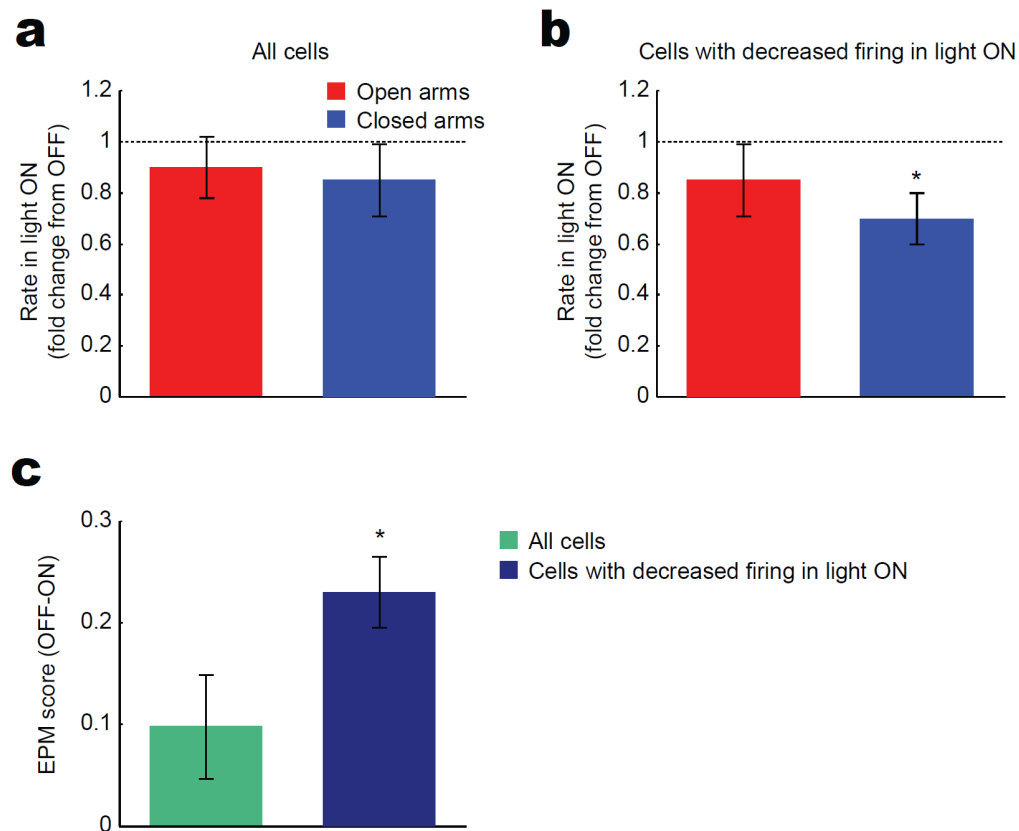 a
All cells
Open arms
Closed arms
Rate in light ON
(fold change from OFF)
1.2
1
0.8
0.6
0.4
0.2
0
b
Cells with decreased firing in light ON
Rate in light ON
(fold change from OFF)
1.2
1
0.8
0.6
0.4
0.2
0
*
c
EPM score (OFF-ON)
0.3
0.2
0.1
0
*
All cells
Cells with decreased firing in light ON